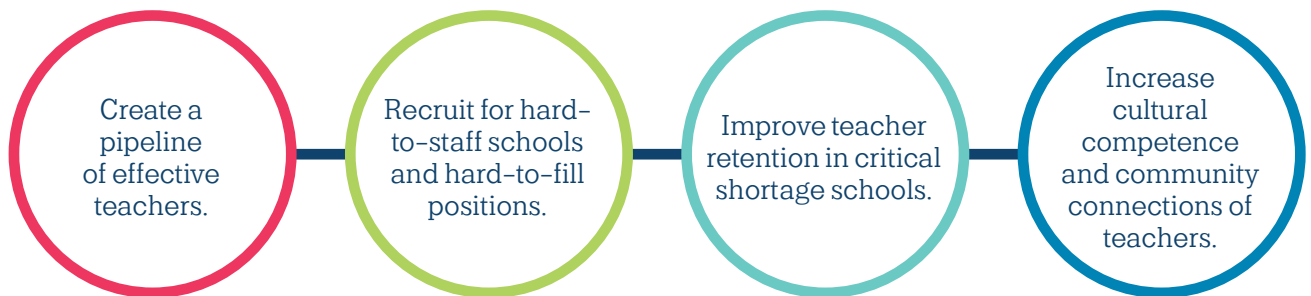 Create a
pipeline
of effective
teachers.
Recruit for hard-
to-staff schools
and hard-to-fill
positions.
Improve teacher
retention in critical
shortage schools.
Increase
cultural
competence
and community
connections of
teachers.